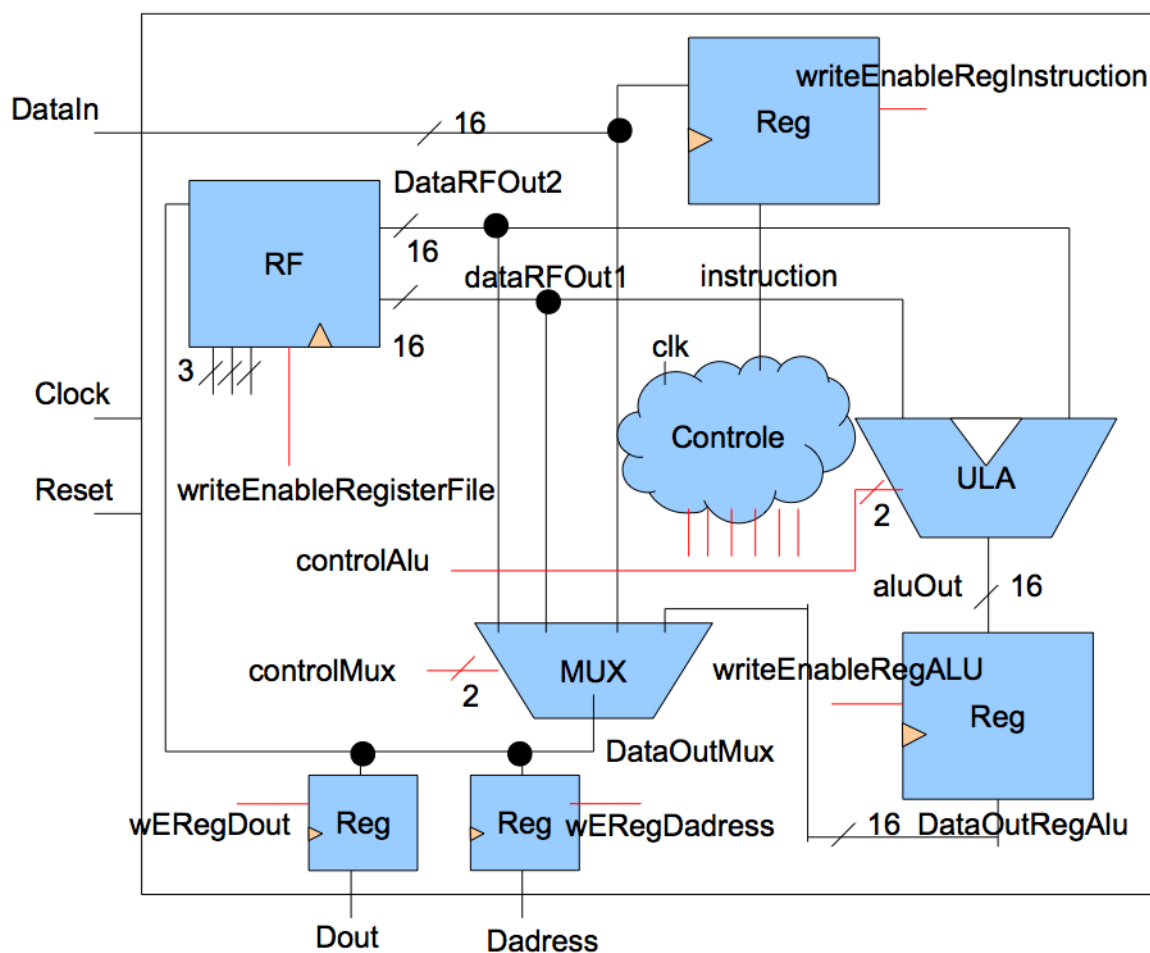 writeEnableRegInstruction
DataIn
16
Reg
DataRFOut2
16
RF
dataRFOut1
instruction
16
3
clk
Clock
Controle
Reset
writeEnableRegisterFile
ULA
2
controlAlu
aluOut
16
controlMux
2
MUX
writeEnableRegALU
Reg
DataOutMux
wERegDout
Reg
Reg
wERegDadress
16
DataOutRegAlu
Dout
Dadress